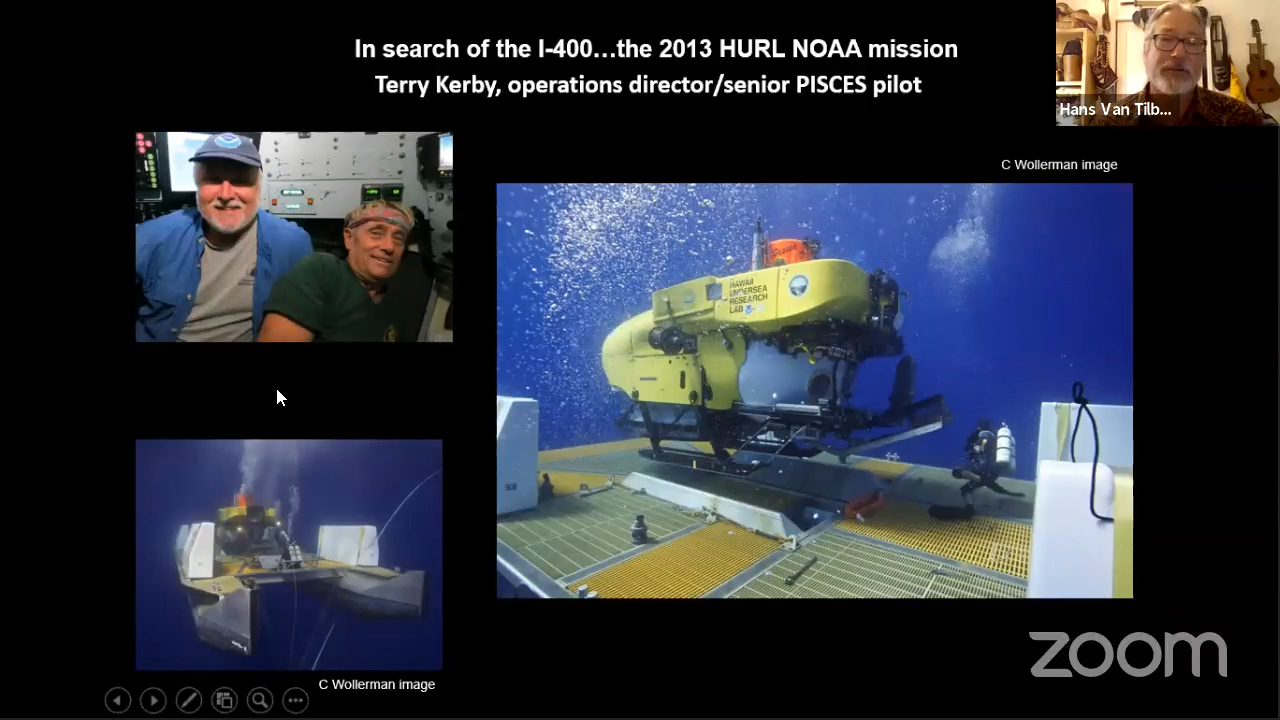 In search of the I-400…the 2013 HURL NOAA mission
Terry Kerby, operations director/senior PISCES pilot
Hans Van Tilb...
C Wollerman image
Pisces
HAWAII
UNDERSEA
RESEARCH
LAB
C Wollerman image
zoom